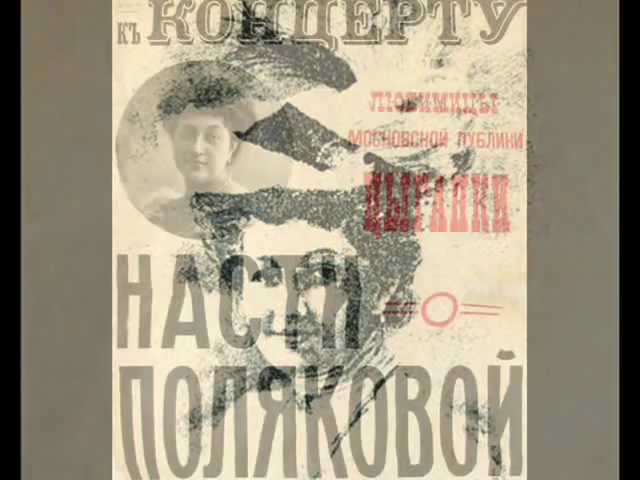 КЪ КОНЦЕРТУ
ЛЮБИМИЦЫ
МОСКОВСКОЙ ПУБЛИКИ
ЦЫГАНКИ
НАСТИ
ПОЛЯКОВОЙ